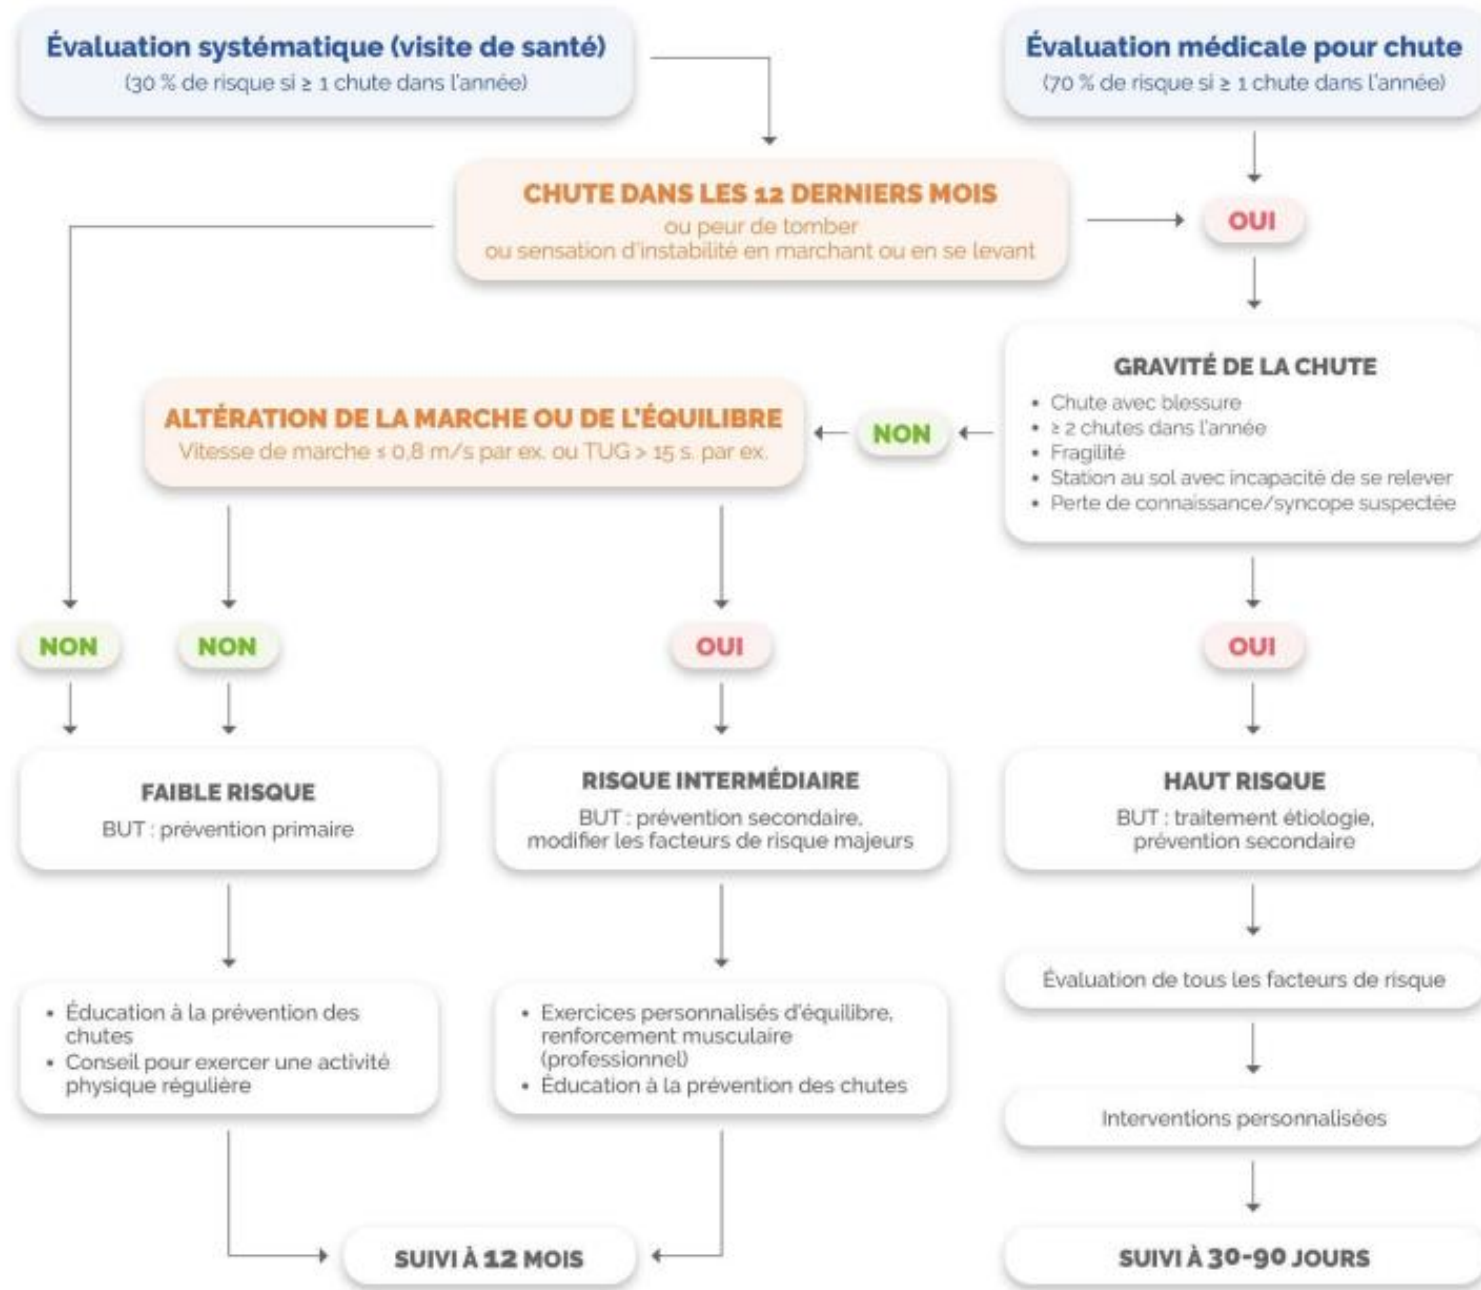 Évaluation systématique (visite de santé)
(30 % de risque si ≥ 1 chute dans l'année)
Évaluation médicale pour chute
(70 % de risque si ≥ 1 chute dans l'année)
CHUTE DANS LES 12 DERNIERS MOIS
ou peur de tomber
ou sensation d'instabilité en marchant ou en se levant
OUI
GRAVITÉ DE LA CHUTE
• Chute avec blessure
• ≥ 2 chutes dans l'année
• Fragilité
• Station au sol avec incapacité de se relever
• Perte de connaissance/syncope suspectée
NON
ALTÉRATION DE LA MARCHE OU DE L'ÉQUILIBRE
Vitesse de marche ≤ 0,8 m/s par ex. ou TUG > 15 s. par ex.
NON
NON
OUI
OUI
FAIBLE RISQUE
BUT : prévention primaire
RISQUE INTERMÉDIAIRE
BUT : prévention secondaire,
modifier les facteurs de risque majeurs
HAUT RISQUE
BUT : traitement étiologie,
prévention secondaire
• Éducation à la prévention des
chutes
• Conseil pour exercer une activité
physique régulière
• Exercices personnalisés d'équilibre,
renforcement musculaire
(professionnel)
• Éducation à la prévention des chutes
Évaluation de tous les facteurs de risque
Interventions personnalisées
SUIVI À 12 MOIS
SUIVI À 30-90 JOURS